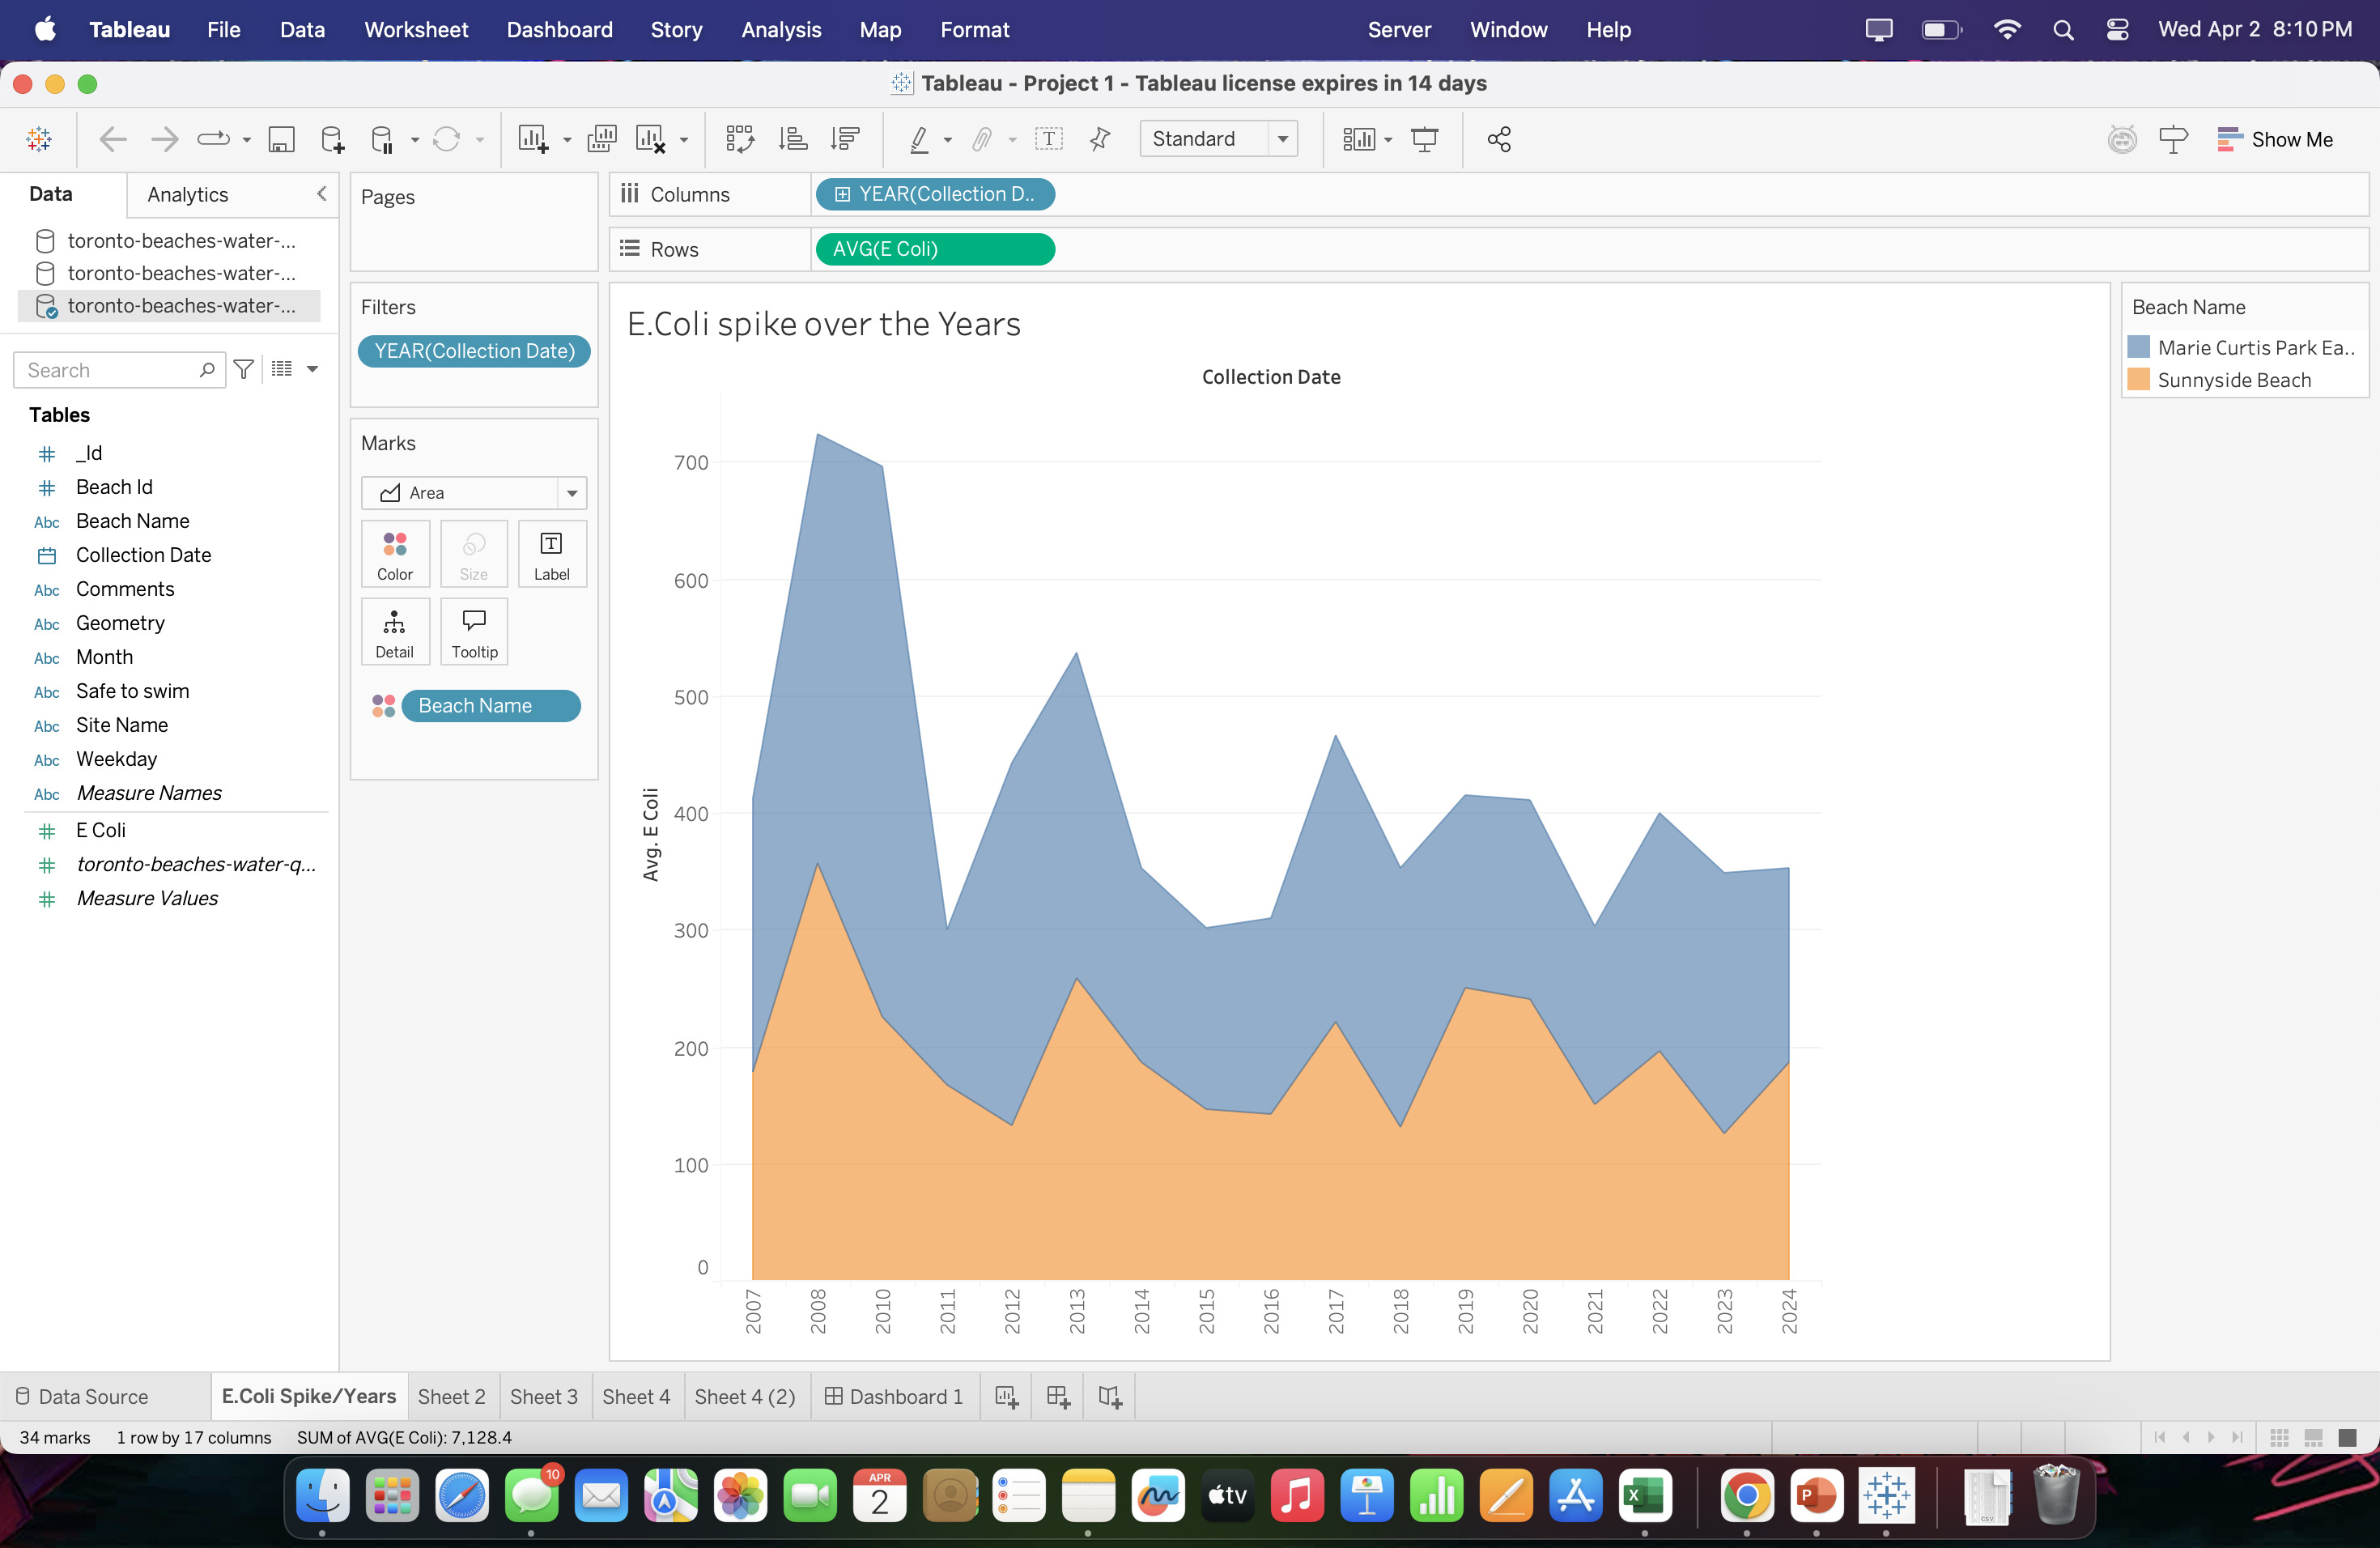 Tableau File Data Worksheet Dashboard Story Analysis Map Format Server Window Help Wed Apr 2 8:10 PM
Tableau - Project 1 - Tableau license expires in 14 days
Standard
Show Me
Data Analytics
toronto-beaches-water-...
toronto-beaches-water-...
toronto-beaches-water-...
Search
Tables
_Id
Beach Id
Abc Beach Name
Collection Date
Abc Comments
Abc Geometry
Abc Month
Abc Safe to swim
Abc Site Name
Abc Weekday
Abc Measure Names
E Coli
toronto-beaches-water-q...
Measure Values
Pages
Filters
YEAR(Collection Date)
Marks
Area
Color Size Label
Detail Tooltip
Beach Name
Columns YEAR(Collection D..
Rows AVG(E Coli)
E.Coli spike over the Years
Collection Date
Avg. E Coli
700
600
500
400
300
200
100
0
2007 2008 2010 2011 2012 2013 2014 2015 2016 2017 2018 2019 2020 2021 2022 2023 2024
Beach Name
Marie Curtis Park Ea..
Sunnyside Beach
Data Source E.Coli Spike/Years Sheet 2 Sheet 3 Sheet 4 Sheet 4 (2) Dashboard 1
34 marks 1 row by 17 columns SUM of AVG(E Coli): 7,128.4
10
APR
2
tv
X
P
CSV